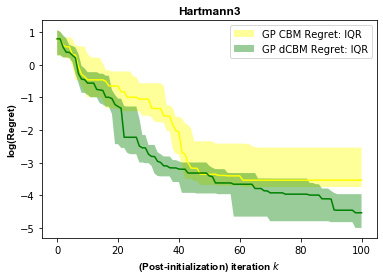 Hartmann3
GP CBM Regret: IQR
GP dCBM Regret: IQR
log(Regret)
1
0
−1
−2
−3
−4
−5
0 20 40 60 80 100
(Post-initialization) iteration k